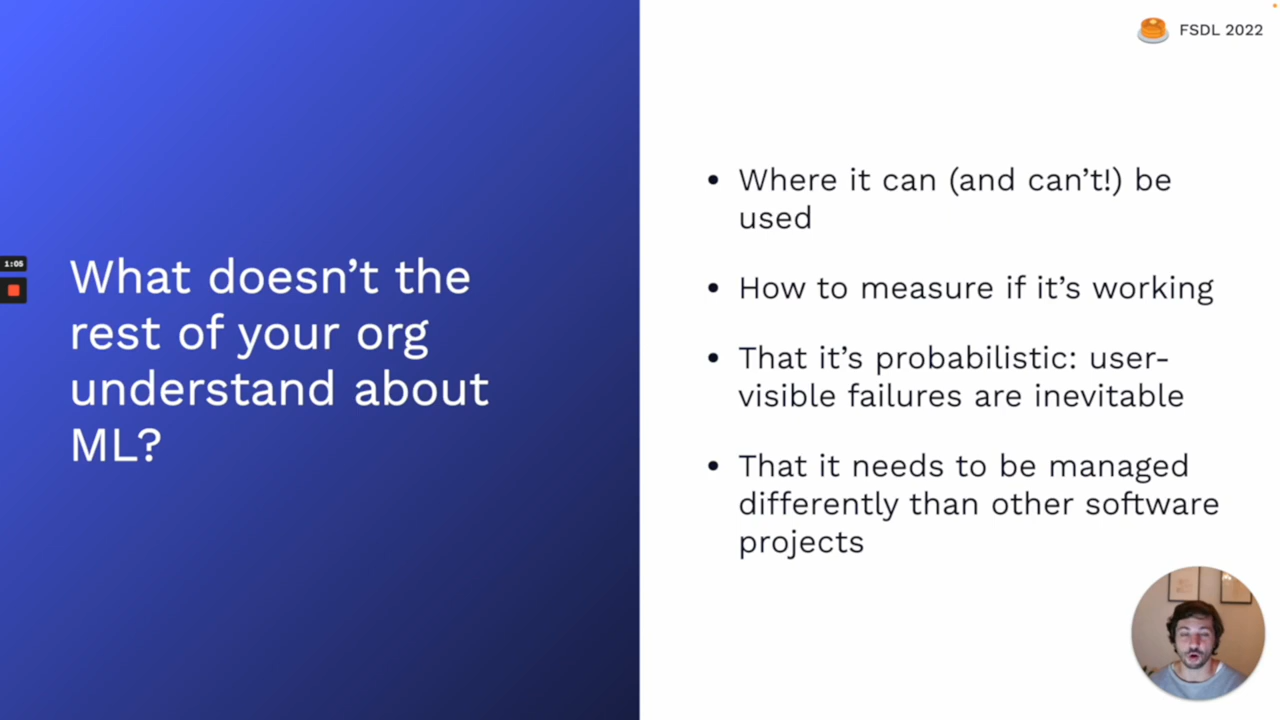 FSDL 2022
1:05
What doesn’t the
rest of your org
understand about
ML?
• Where it can (and can’t!) be
used
• How to measure if it’s working
• That it’s probabilistic: user-
visible failures are inevitable
• That it needs to be managed
differently than other software
projects